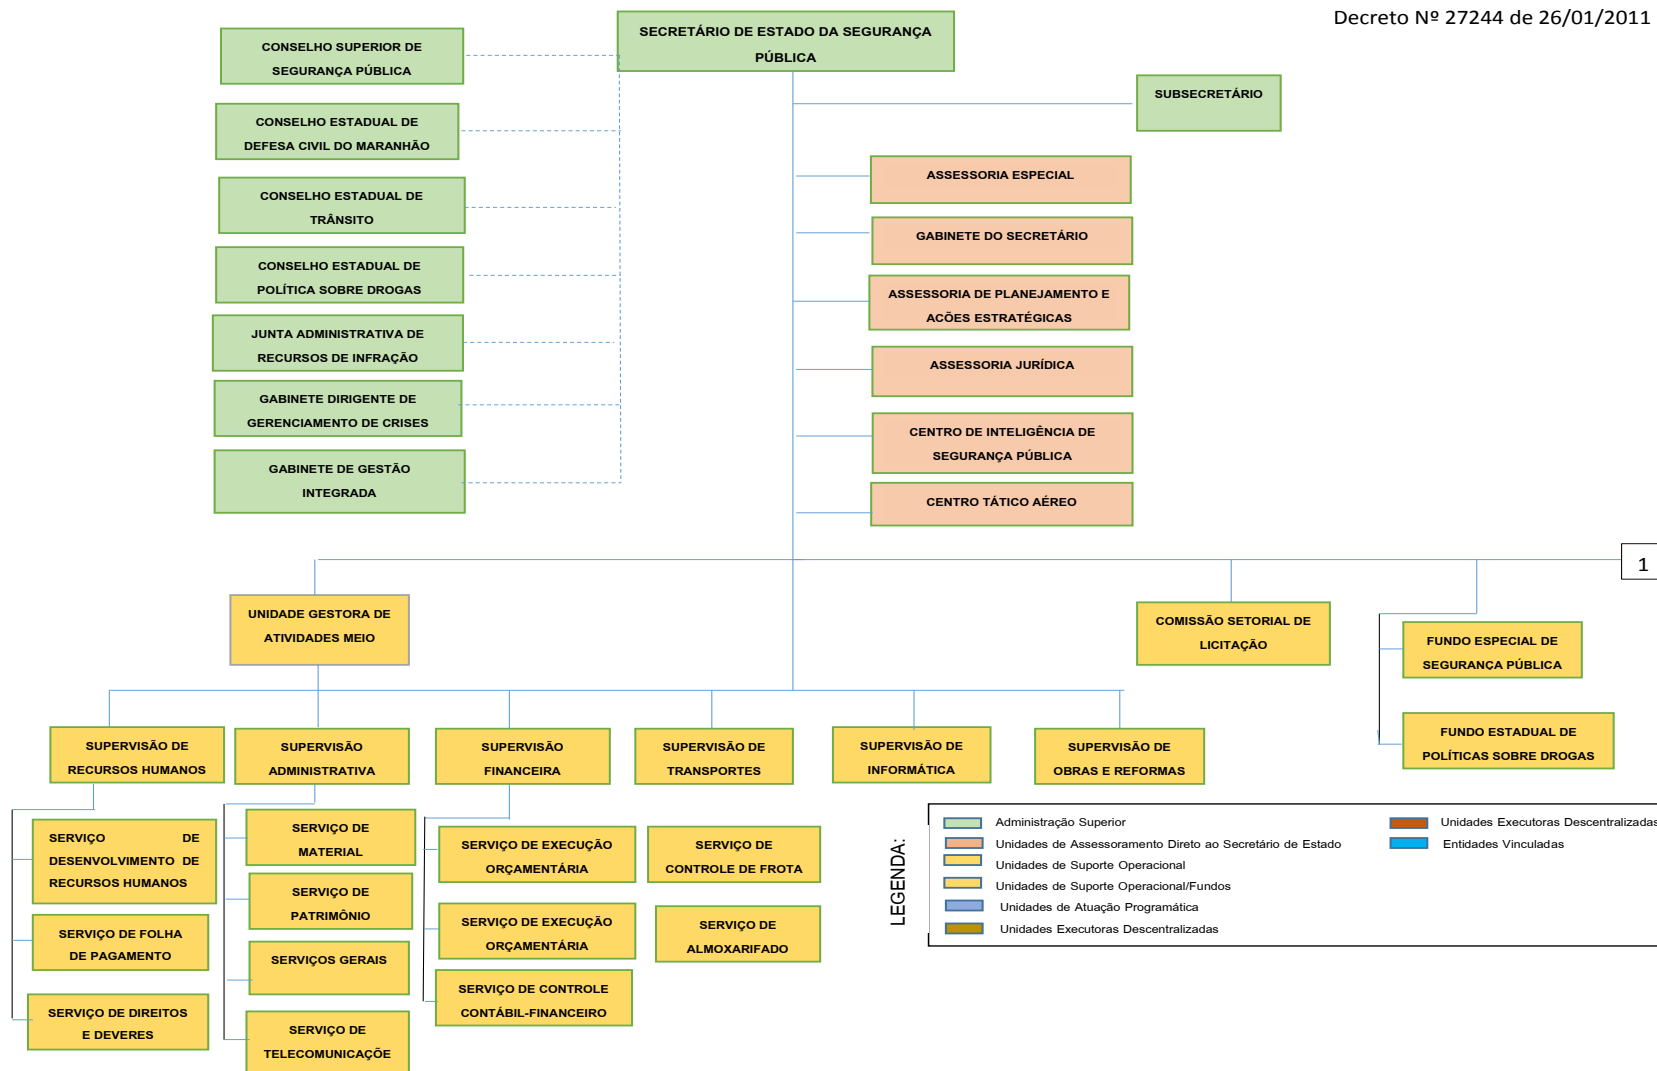 Decreto Nº 27244 de 26/01/2011
SECRETÁRIO DE ESTADO DA SEGURANÇA
PÚBLICA
CONSELHO SUPERIOR DE
SEGURANÇA PÚBLICA
SUBSECRETÁRIO
CONSELHO ESTADUAL DE
DEFESA CIVIL DO MARANHÃO
CONSELHO ESTADUAL DE
TRÂNSITO
CONSELHO ESTADUAL DE
POLÍTICA SOBRE DROGAS
JUNTA ADMINISTRATIVA DE
RECURSOS DE INFRAÇÃO
GABINETE DIRIGENTE DE
GERENCIAMENTO DE CRISES
GABINETE DE GESTÃO
INTEGRADA
ASSESSORIA ESPECIAL
GABINETE DO SECRETÁRIO
ASSESSORIA DE PLANEJAMENTO E
ACÕES ESTRATÉGICAS
ASSESSORIA JURÍDICA
CENTRO DE INTELIGÊNCIA DE
SEGURANÇA PÚBLICA
CENTRO TÁTICO AÉREO
1
UNIDADE GESTORA DE
ATIVIDADES MEIO
COMISSÃO SETORIAL DE
LICITAÇÃO
FUNDO ESPECIAL DE
SEGURANÇA PÚBLICA
FUNDO ESTADUAL DE
POLÍTICAS SOBRE DROGAS
SUPERVISÃO DE
RECURSOS HUMANOS
SUPERVISÃO
ADMINISTRATIVA
SUPERVISÃO
FINANCEIRA
SUPERVISÃO DE
TRANSPORTES
SUPERVISÃO DE
INFORMÁTICA
SUPERVISÃO DE
OBRAS E REFORMAS
SERVIÇO DE
DESENVOLVIMENTO DE
RECURSOS HUMANOS
SERVIÇO DE FOLHA
DE PAGAMENTO
SERVIÇO DE DIREITOS
E DEVERES
SERVIÇO DE
MATERIAL
SERVIÇO DE
PATRIMÔNIO
SERVIÇOS GERAIS
SERVIÇO DE
TELECOMUNICAÇÕE
SERVIÇO DE EXECUÇÃO
ORÇAMENTÁRIA
SERVIÇO DE EXECUÇÃO
ORÇAMENTÁRIA
SERVIÇO DE CONTROLE
CONTÁBIL-FINANCEIRO
SERVIÇO DE
CONTROLE DE FROTA
SERVIÇO DE
ALMOXARIFADO
LEGENDA:
Administração Superior
Unidades de Assessoramento Direto ao Secretário de Estado
Unidades de Suporte Operacional
Unidades de Suporte Operacional/Fundos
Unidades de Atuação Programática
Unidades Executoras Descentralizadas
Unidades Executoras Descentralizadas
Entidades Vinculadas